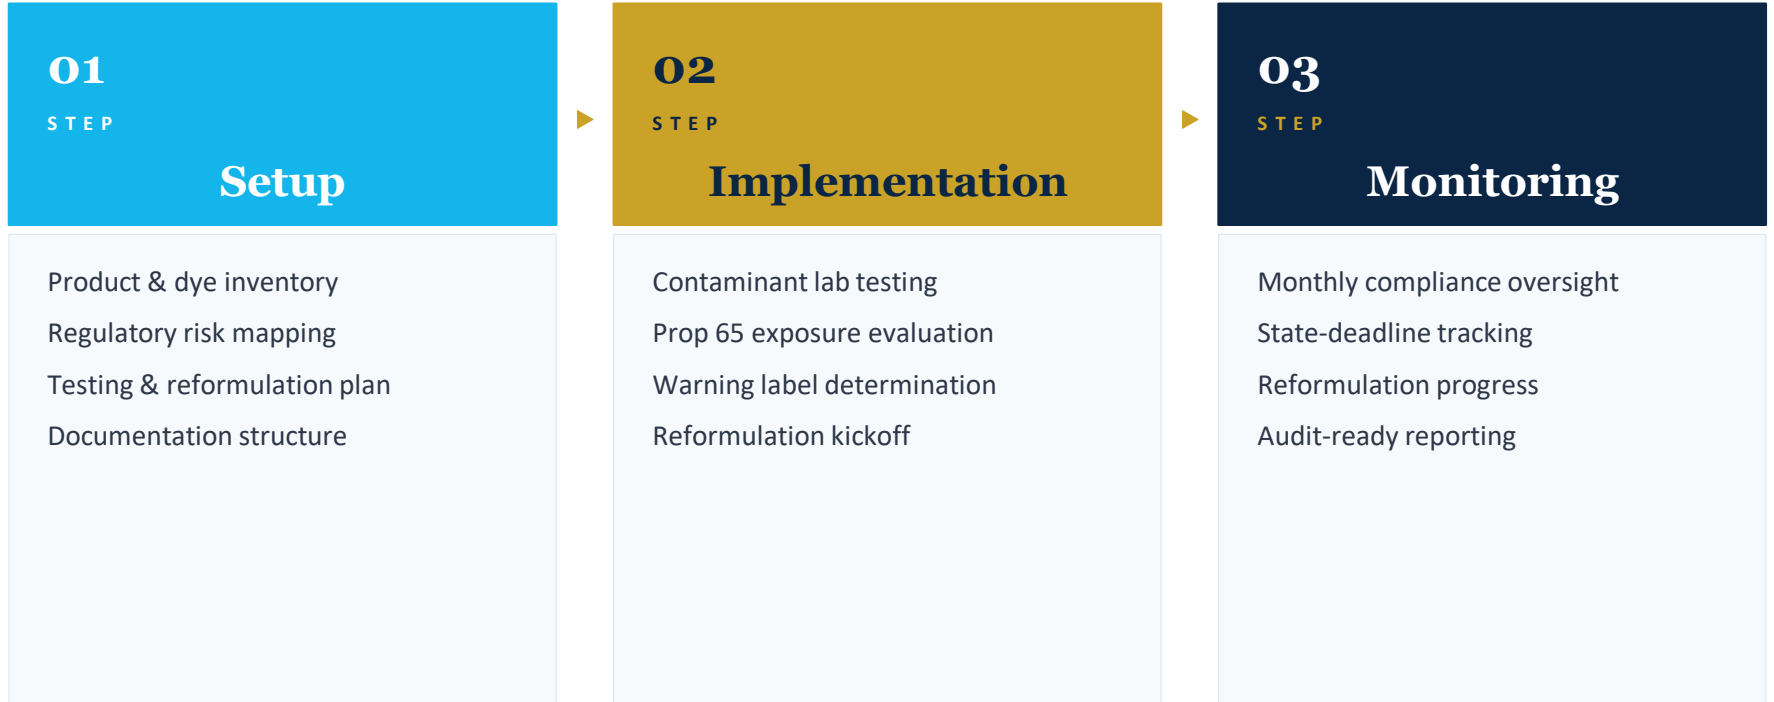 01
STEP
Setup
Product & dye inventory
Regulatory risk mapping
Testing & reformulation plan
Documentation structure
02
STEP
Implementation
Contaminant lab testing
Prop 65 exposure evaluation
Warning label determination
Reformulation kickoff
03
STEP
Monitoring
Monthly compliance oversight
State-deadline tracking
Reformulation progress
Audit-ready reporting